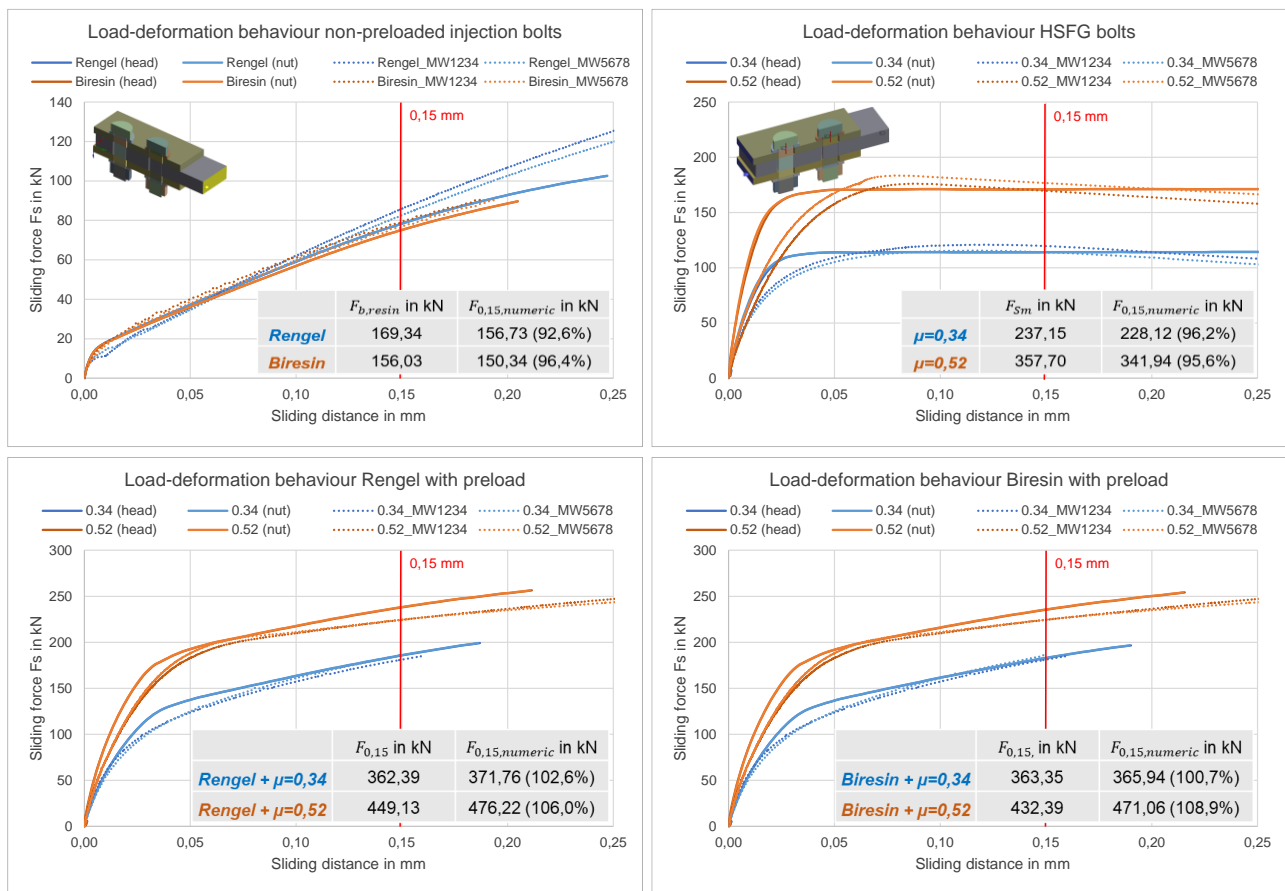 Load-deformation behaviour non-preloaded injection bolts
Rengel (head) Rengel (nut) Rengel_MW1234 Rengel_MW5678
Biresin (head) Biresin (nut) Biresin_MW1234 Biresin_MW5678
140
120
100
80
60
40
20
0
Sliding force Fs in kN
0,15 mm
F_b,resin in kN F_0,15,numeric in kN
Rengel 169,34 156,73 (92,6%)
Biresin 156,03 150,34 (96,4%)
0,00 0,05 0,10 0,15 0,20 0,25
Sliding distance in mm
Load-deformation behaviour HSFG bolts
0.34 (head) 0.34 (nut) 0.34_MW1234 0.34_MW5678
0.52 (head) 0.52 (nut) 0.52_MW1234 0.52_MW5678
250
200
150
100
50
0
Sliding force Fs in kN
0,15 mm
F_Sm in kN F_0,15,numeric in kN
μ=0,34 237,15 228,12 (96,2%)
μ=0,52 357,70 341,94 (95,6%)
0,00 0,05 0,10 0,15 0,20 0,25
Sliding distance in mm
Load-deformation behaviour Rengel with preload
0.34 (head) 0.34 (nut) 0.34_MW1234 0.34_MW5678
0.52 (head) 0.52 (nut) 0.52_MW1234 0.52_MW5678
300
250
200
150
100
50
0
Sliding force Fs in kN
0,15 mm
F_0,15 in kN F_0,15,numeric in kN
Rengel + μ=0,34 362,39 371,76 (102,6%)
Rengel + μ=0,52 449,13 476,22 (106,0%)
0,00 0,05 0,10 0,15 0,20 0,25
Sliding distance in mm
Load-deformation behaviour Biresin with preload
0.34 (head) 0.34 (nut) 0.34_MW1234 0.34_MW5678
0.52 (head) 0.52 (nut) 0.52_MW1234 0.52_MW5678
300
250
200
150
100
50
0
Sliding force Fs in kN
0,15 mm
F_0,15, in kN F_0,15,numeric in kN
Biresin + μ=0,34 363,35 365,94 (100,7%)
Biresin + μ=0,52 432,39 471,06 (108,9%)
0,00 0,05 0,10 0,15 0,20 0,25
Sliding distance in mm